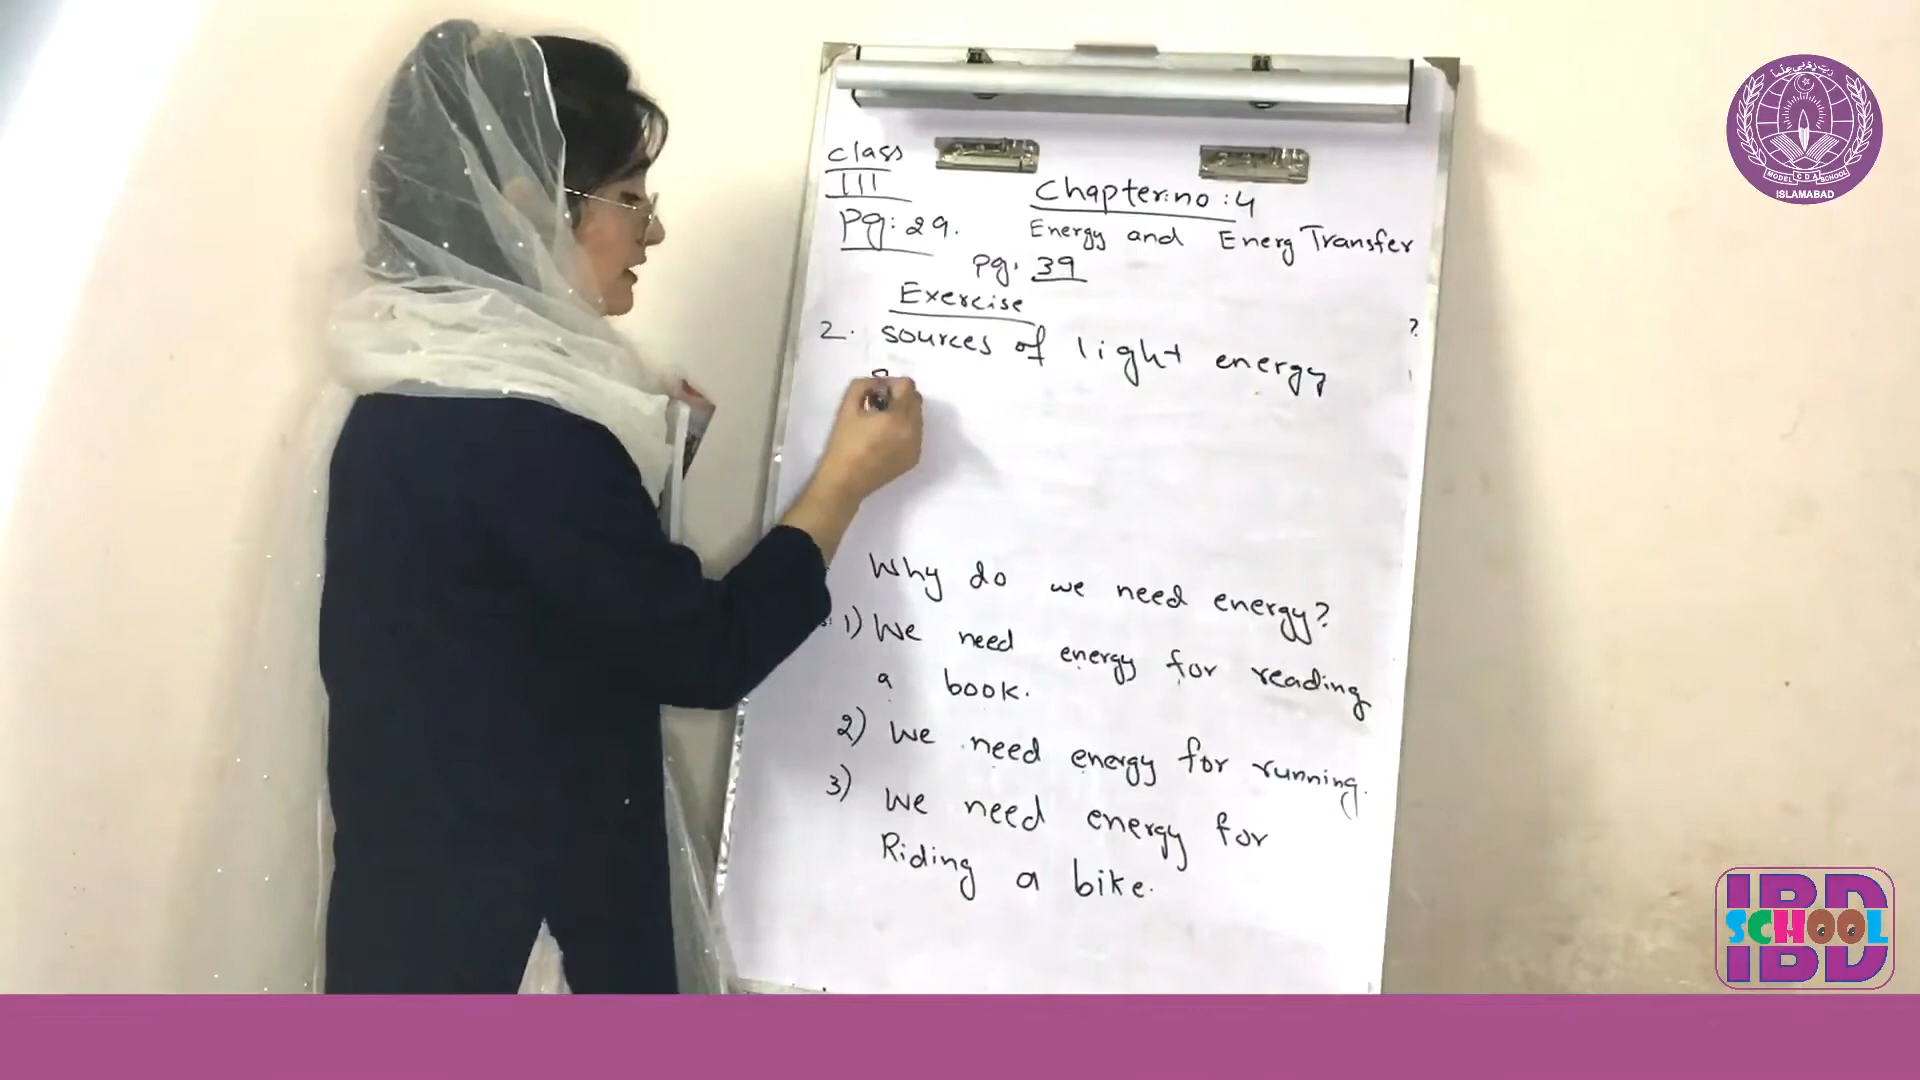 class
III
Pg: 29.
Chapter:no:4
Energy and Energ Transfer
Pg. 39
Exercise
2. sources of light energy
?
Why do we need energy?
1) We need energy for reading
a book.
2) We need energy for running.
3) We need energy for
Riding a bike.
MODEL C D A SCHOOL
ISLAMABAD
IBD
SCHOOL
IBD